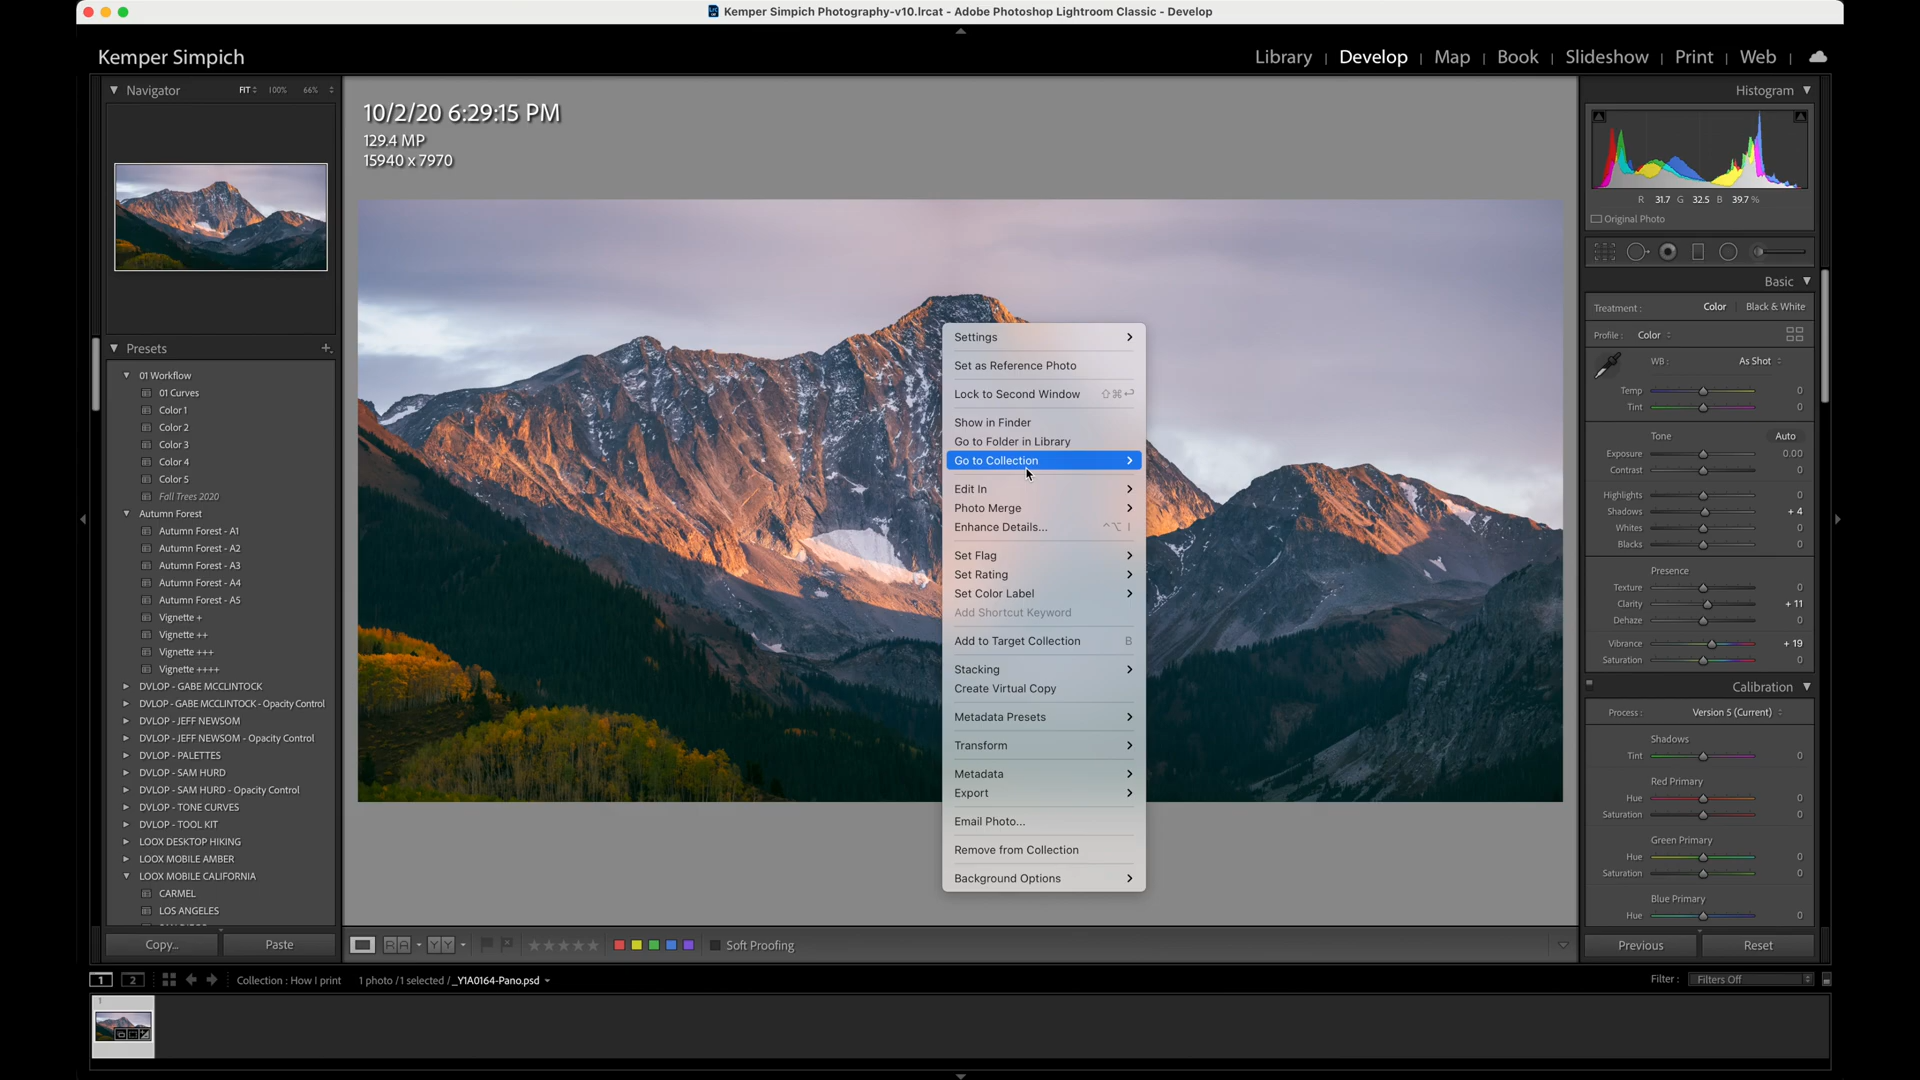 Kemper Simpich Photography-v10.lrcat - Adobe Photoshop Lightroom Classic - Develop
Kemper Simpich
Library | Develop | Map | Book | Slideshow | Print | Web |
Navigator FIT 100% 66%
10/2/20 6:29:15 PM
129.4 MP
15940 x 7970
Presets
01 Workflow
01 Curves
Color 1
Color 2
Color 3
Color 4
Color 5
Fall Trees 2020
Autumn Forest
Autumn Forest - A1
Autumn Forest - A2
Autumn Forest - A3
Autumn Forest - A4
Autumn Forest - A5
Vignette +
Vignette ++
Vignette +++
Vignette ++++
DVLOP - GABE MCCLINTOCK
DVLOP - GABE MCCLINTOCK - Opacity Control
DVLOP - JEFF NEWSOM
DVLOP - JEFF NEWSOM - Opacity Control
DVLOP - PALETTES
DVLOP - SAM HURD
DVLOP - SAM HURD - Opacity Control
DVLOP - TONE CURVES
DVLOP - TOOL KIT
LOOX DESKTOP HIKING
LOOX MOBILE AMBER
LOOX MOBILE CALIFORNIA
CARMEL
LOS ANGELES
Copy... Paste
Settings
Set as Reference Photo
Lock to Second Window ⇧⌘↩
Show in Finder
Go to Folder in Library
Go to Collection
Edit In
Photo Merge
Enhance Details... ^⌥ I
Set Flag
Set Rating
Set Color Label
Add Shortcut Keyword
Add to Target Collection B
Stacking
Create Virtual Copy
Metadata Presets
Transform
Metadata
Export
Email Photo...
Remove from Collection
Background Options
Histogram
R 31.7 G 32.5 B 39.7 %
Original Photo
Basic
Treatment : Color | Black & White
Profile : Color
WB : As Shot
Temp 0
Tint 0
Tone Auto
Exposure 0.00
Contrast 0
Highlights 0
Shadows + 4
Whites 0
Blacks 0
Presence
Texture 0
Clarity + 11
Dehaze 0
Vibrance + 19
Saturation 0
Calibration
Process : Version 5 (Current)
Shadows
Tint 0
Red Primary
Hue 0
Saturation 0
Green Primary
Hue 0
Saturation 0
Blue Primary
Hue 0
Previous Reset
R A Y Y Soft Proofing
1 2 Collection : How I print 1 photo /1 selected /_Y1A0164-Pano.psd
Filter : Filters Off
1